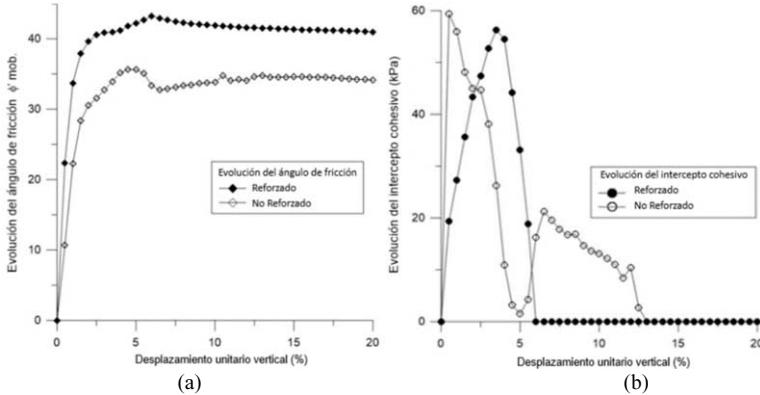 Evolución del ángulo de fricción ϕ' mob.
40
30
20
10
0
Evolución del ángulo de fricción
Reforzado
No Reforzado
0
5
10
15
20
Desplazamiento unitario vertical (%)
(a)
Evolución del intercepto cohesivo (kPa)
60
40
20
0
Evolución del intercepto cohesivo
Reforzado
No Reforzado
0
5
10
15
20
Desplazamiento unitario vertical (%)
(b)